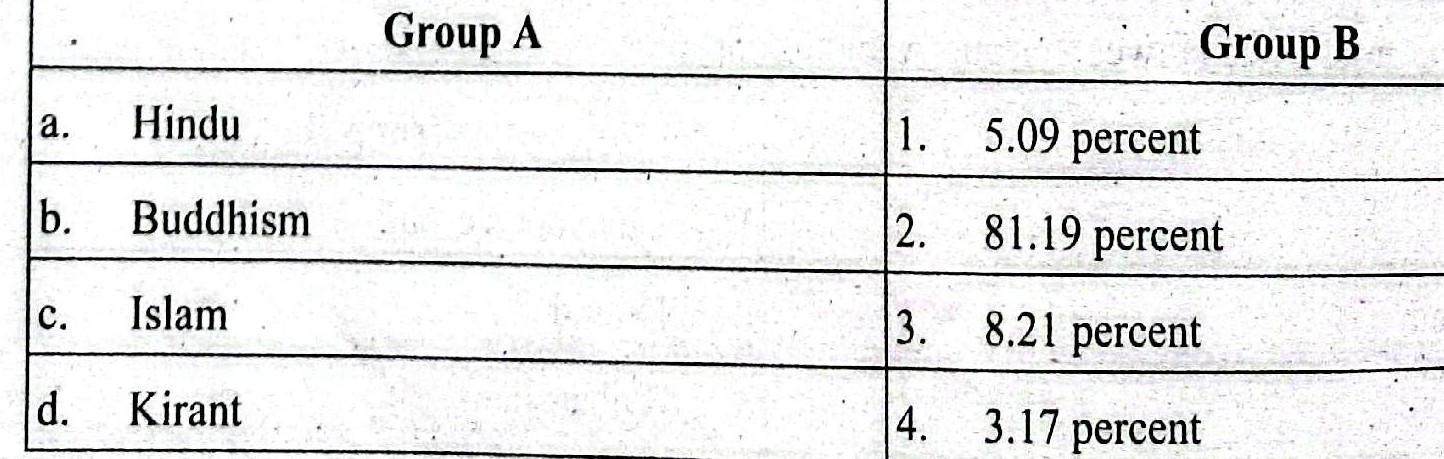 Group A Group B
a. Hindu 1. 5.09 percent
b. Buddhism 2. 81.19 percent
c. Islam 3. 8.21 percent
d. Kirant 4. 3.17 percent